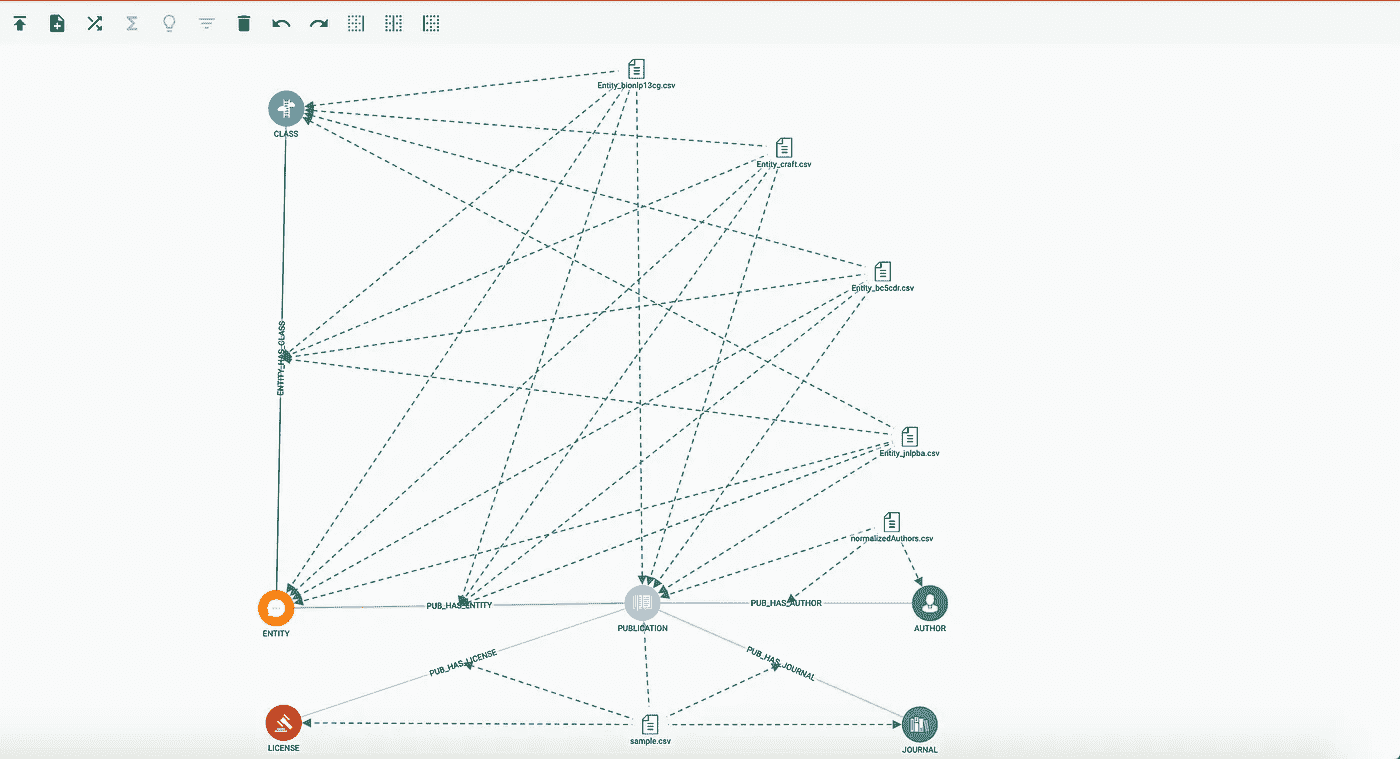 Entity_bionlp13cg.csv
CLASS
Entity_craft.csv
Entity_bc5cdr.csv
ENTITY_HAS_CLASS
Entity_jnlpba.csv
normalizedAuthors.csv
PUB_HAS_ENTITY
PUB_HAS_AUTHOR
ENTITY
PUBLICATION
AUTHOR
PUB_HAS_LICENSE
PUB_HAS_JOURNAL
LICENSE
sample.csv
JOURNAL